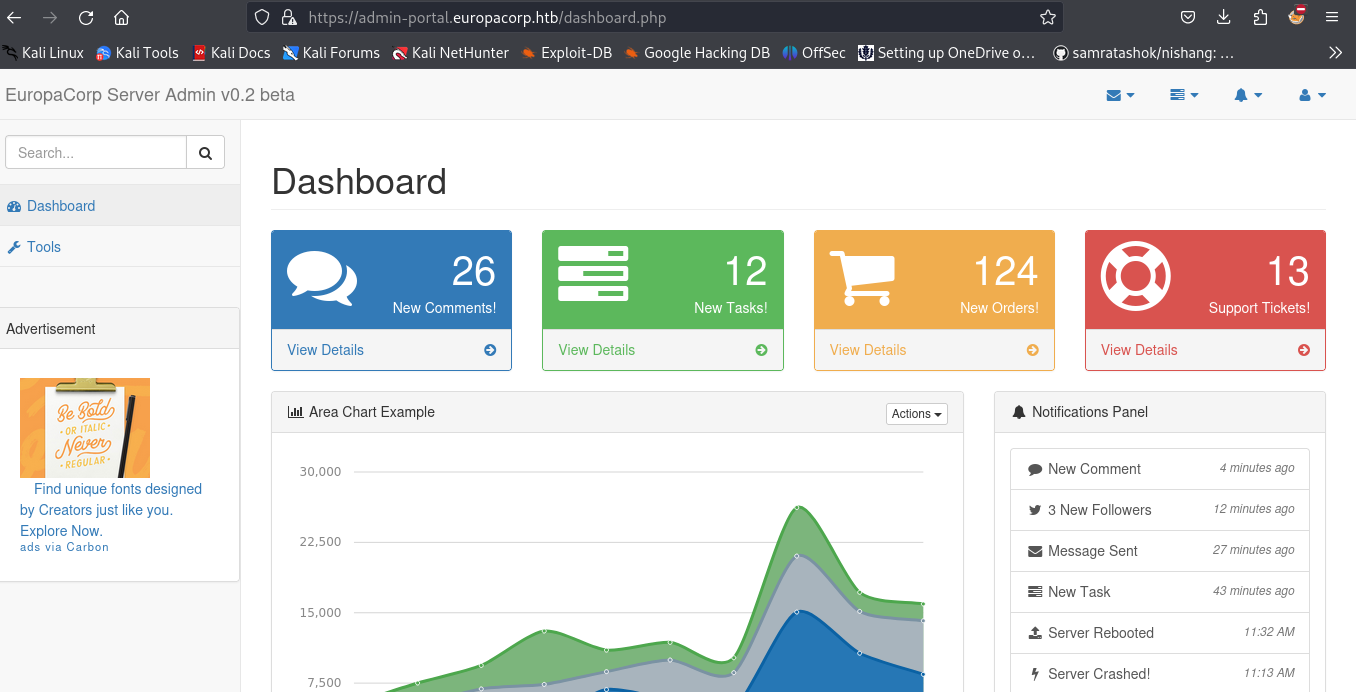 https://admin-portal.europacorp.htb/dashboard.php
Kali Linux Kali Tools Kali Docs Kali Forums Kali NetHunter Exploit-DB Google Hacking DB OffSec Setting up OneDrive o… samratashok/nishang: …
EuropaCorp Server Admin v0.2 beta
Search...
Dashboard
Tools
Advertisement
Be Bold
OR ITALIC
Never
REGULAR
Find unique fonts designed
by Creators just like you.
Explore Now.
ads via Carbon
Dashboard
26
New Comments!
View Details
12
New Tasks!
View Details
124
New Orders!
View Details
13
Support Tickets!
View Details
Area Chart Example
Actions
30,000
22,500
15,000
7,500
Notifications Panel
New Comment 4 minutes ago
3 New Followers 12 minutes ago
Message Sent 27 minutes ago
New Task 43 minutes ago
Server Rebooted 11:32 AM
Server Crashed! 11:13 AM